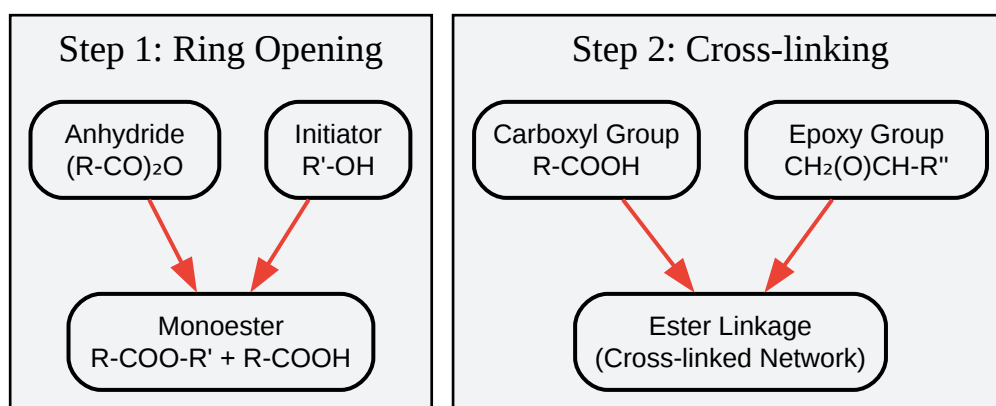 Step 1: Ring Opening
Anhydride
(R-CO)₂O
Initiator
R'-OH
Monoester
R-COO-R' + R-COOH
Step 2: Cross-linking
Carboxyl Group
R-COOH
Epoxy Group
CH₂(O)CH-R"
Ester Linkage
(Cross-linked Network)